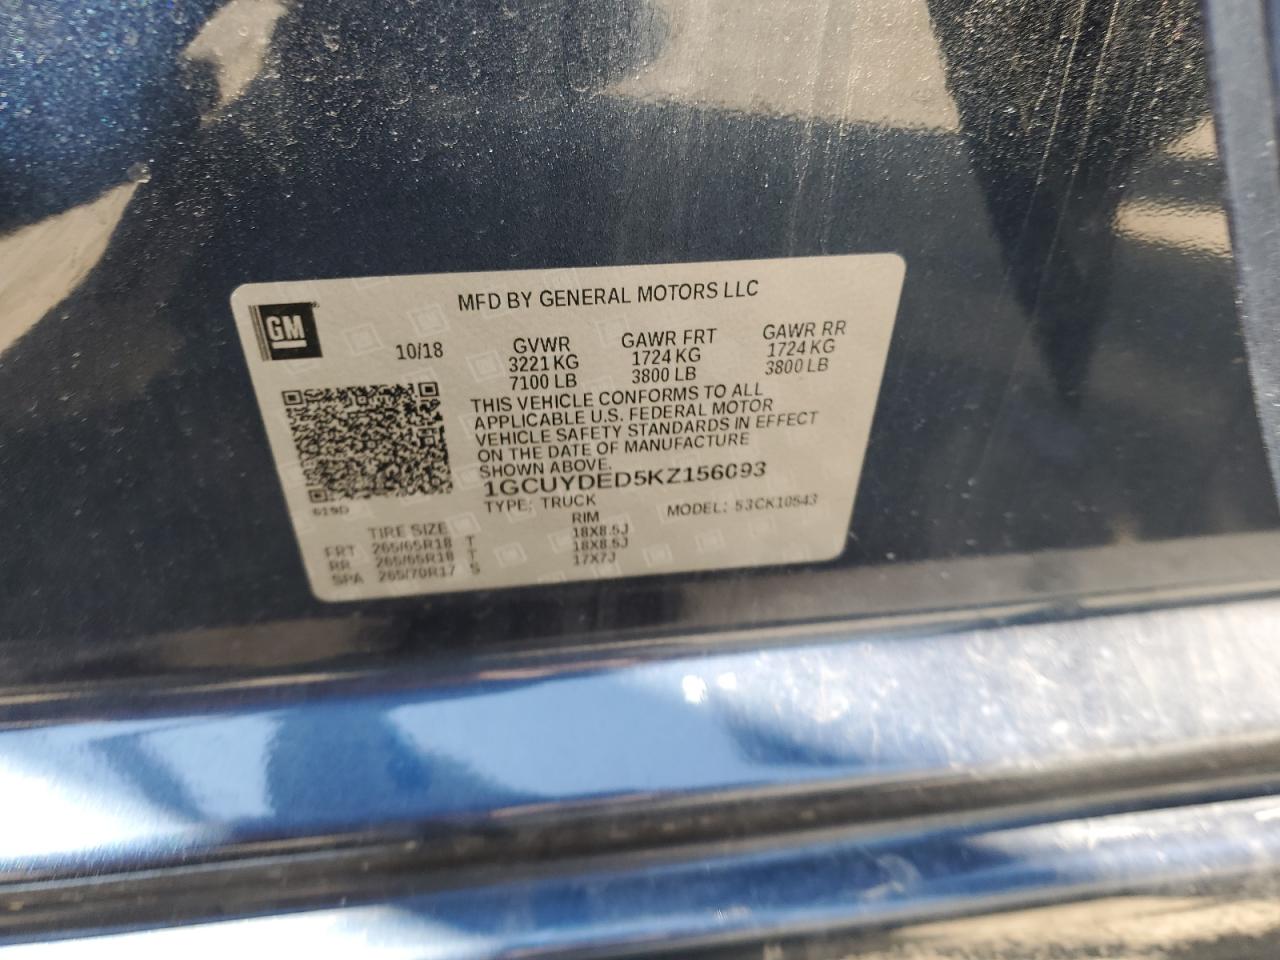 MFD BY GENERAL MOTORS LLC
GM
10/18
GVWR GAWR FRT GAWR RR
3221 KG 1724 KG 1724 KG
7100 LB 3800 LB 3800 LB
THIS VEHICLE CONFORMS TO ALL
APPLICABLE U.S. FEDERAL MOTOR
VEHICLE SAFETY STANDARDS IN EFFECT
ON THE DATE OF MANUFACTURE
SHOWN ABOVE.
1GCUYDED5KZ156093
TYPE: TRUCK MODEL: 53CK10543
619D
TIRE SIZE RIM
FRT 265/65R18 T 18X8.5J
RR 265/65R18 T 18X8.5J
SPA 265/70R17 S 17X7J